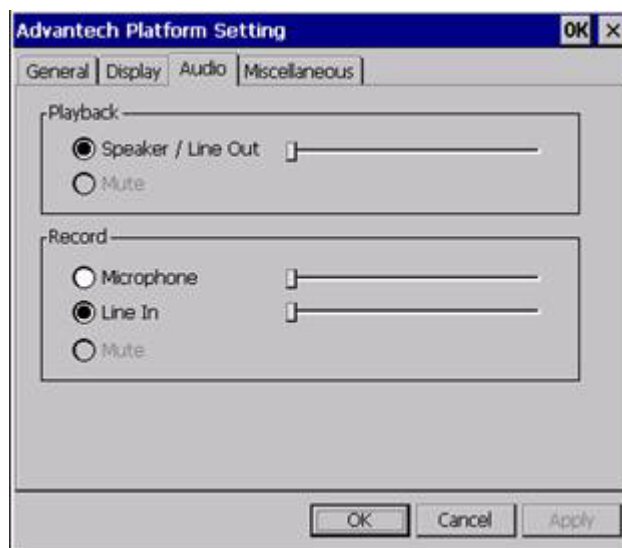 Advantech Platform Setting OK ×
General Display Audio Miscellaneous
Playback
Speaker / Line Out
Mute
Record
Microphone
Line In
Mute
OK Cancel Apply